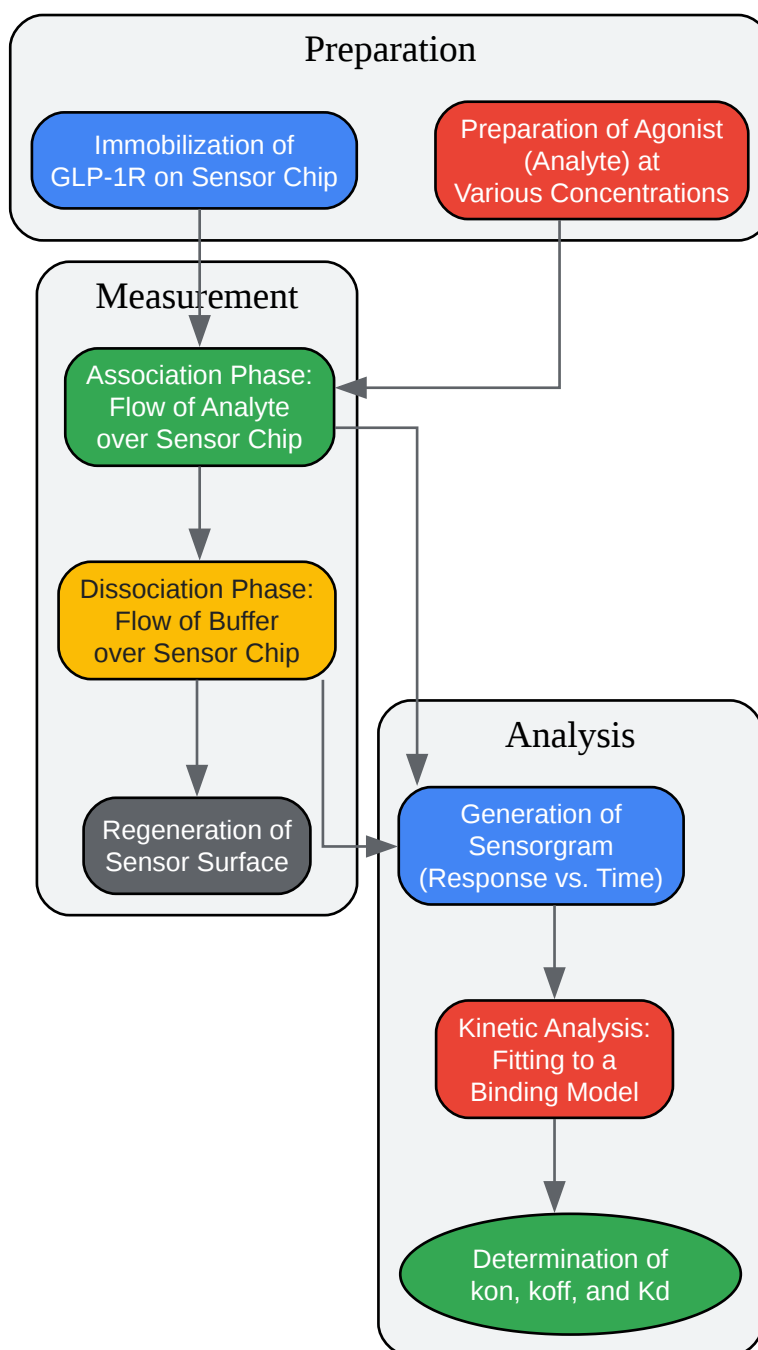 Preparation
Immobilization of
GLP-1R on Sensor Chip
Preparation of Agonist
(Analyte) at
Various Concentrations
Measurement
Association Phase:
Flow of Analyte
over Sensor Chip
Dissociation Phase:
Flow of Buffer
over Sensor Chip
Regeneration of
Sensor Surface
Analysis
Generation of
Sensorgram
(Response vs. Time)
Kinetic Analysis:
Fitting to a
Binding Model
Determination of
kon, koff, and Kd